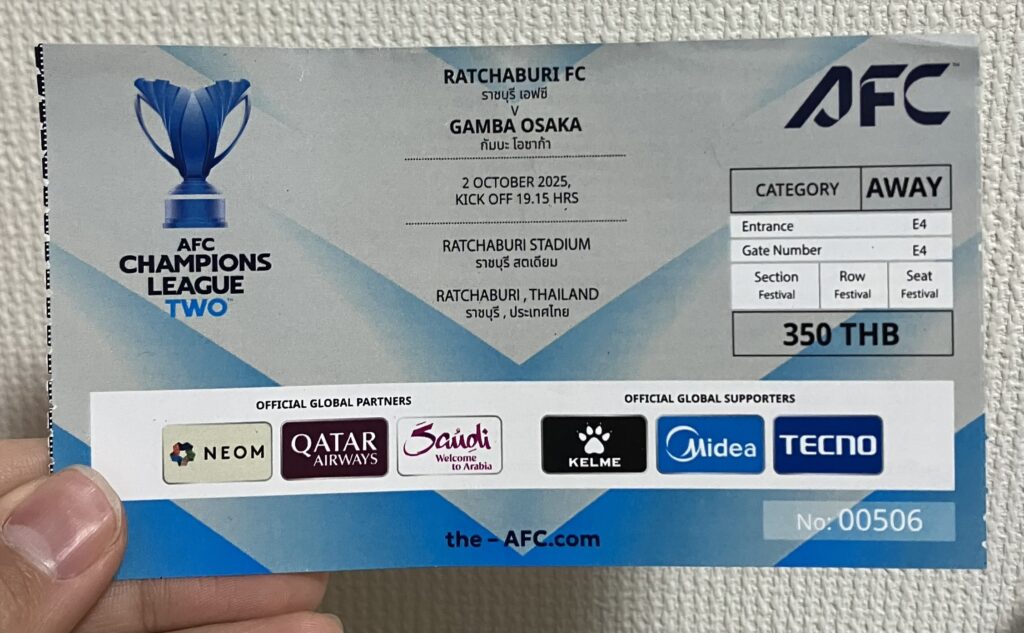 RATCHABURI FC
ราชบุรี เอฟซี
V
GAMBA OSAKA
กัมบะ โอซาก้า
2 OCTOBER 2025,
KICK OFF 19.15 HRS
RATCHABURI STADIUM
ราชบุรี สตเดียม
RATCHABURI , THAILAND
ราชบุรี , ประเทศไทย
AFC
CHAMPIONS
LEAGUE
TWO™
AFC™
CATEGORY AWAY
Entrance E4
Gate Number E4
Section Row Seat
Festival Festival Festival
350 THB
OFFICIAL GLOBAL PARTNERS
NEOM
QATAR
AIRWAYS
Saudi
Welcome
to Arabia
OFFICIAL GLOBAL SUPPORTERS
KELME
Midea
TECNO
the – AFC.com
No: 00506